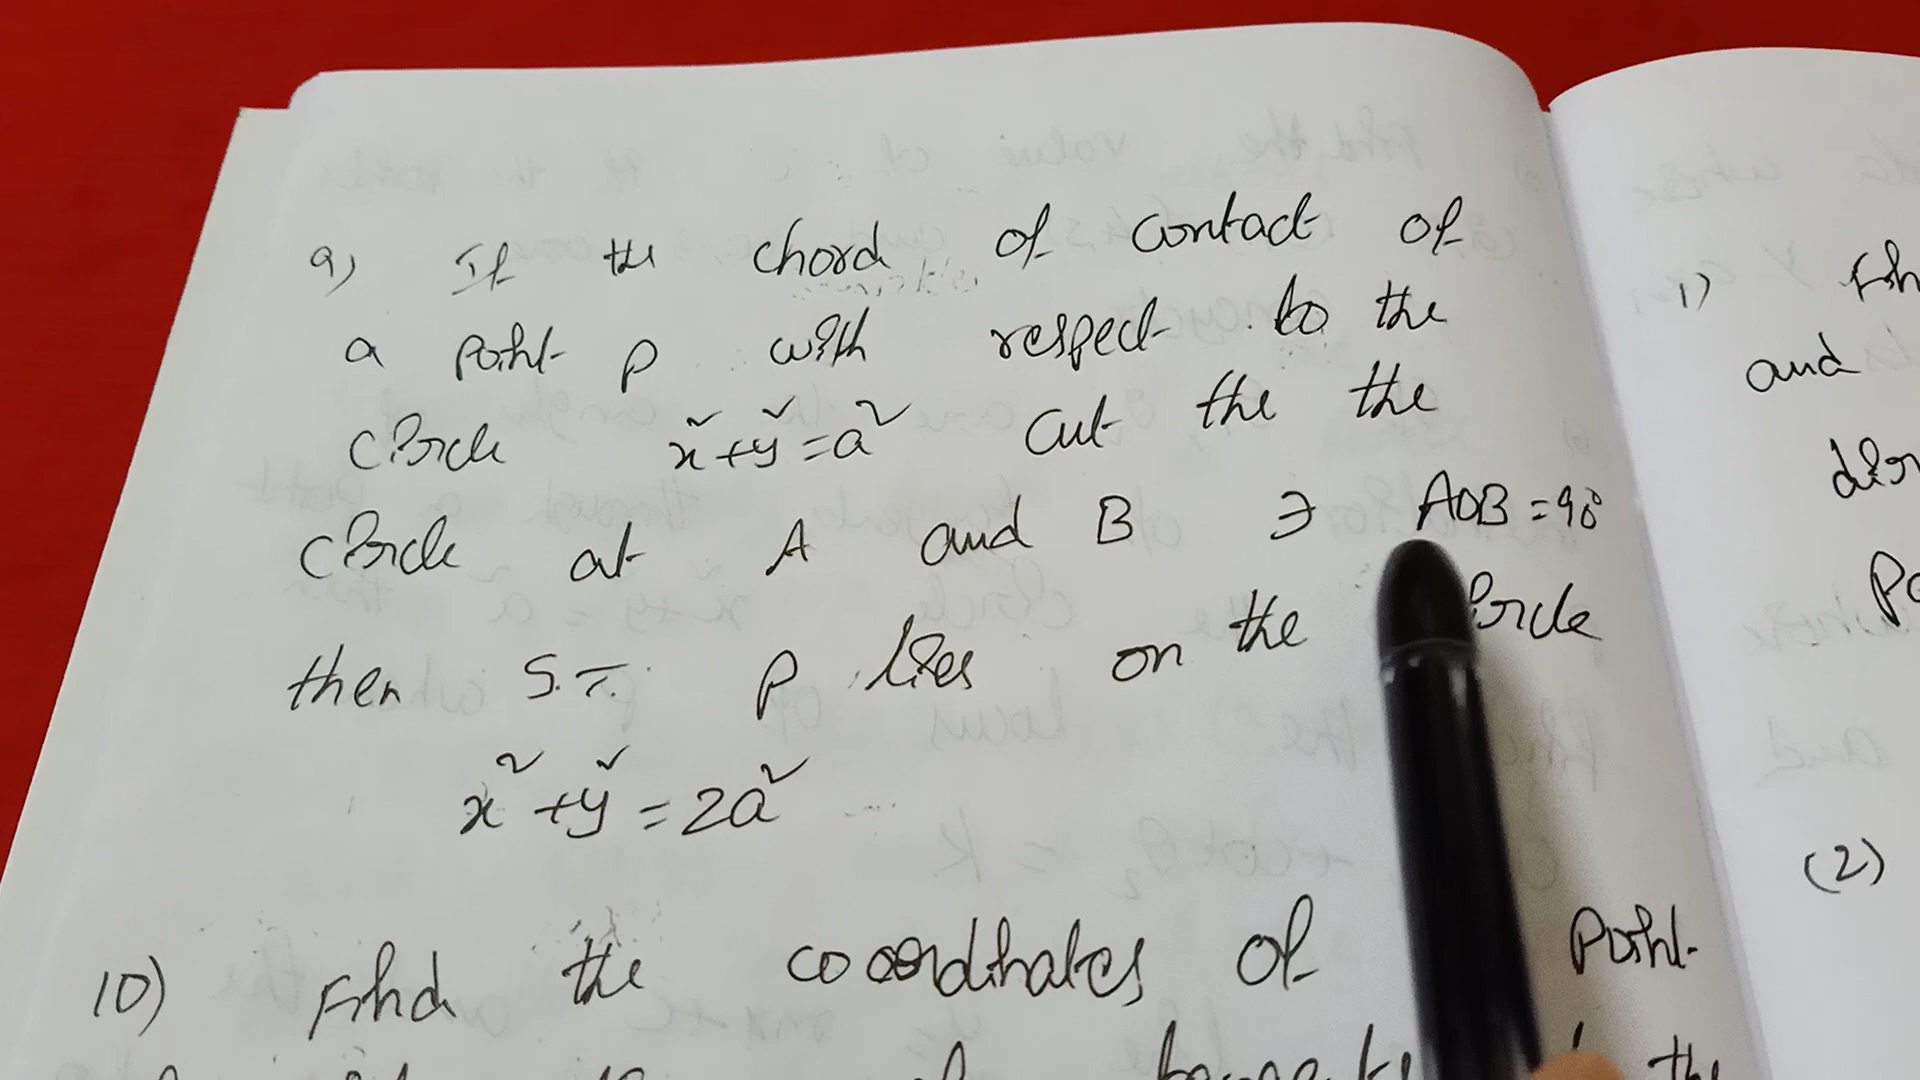 9) If the chord of contact of
a point P with respect to the
circle x²+y²=a² cut the the
circle at A and B ∋ AOB=90°
then S.T. P lies on the circle
x²+y²=2a²
10) Find the coordinates of point
the
1)
and
(2)